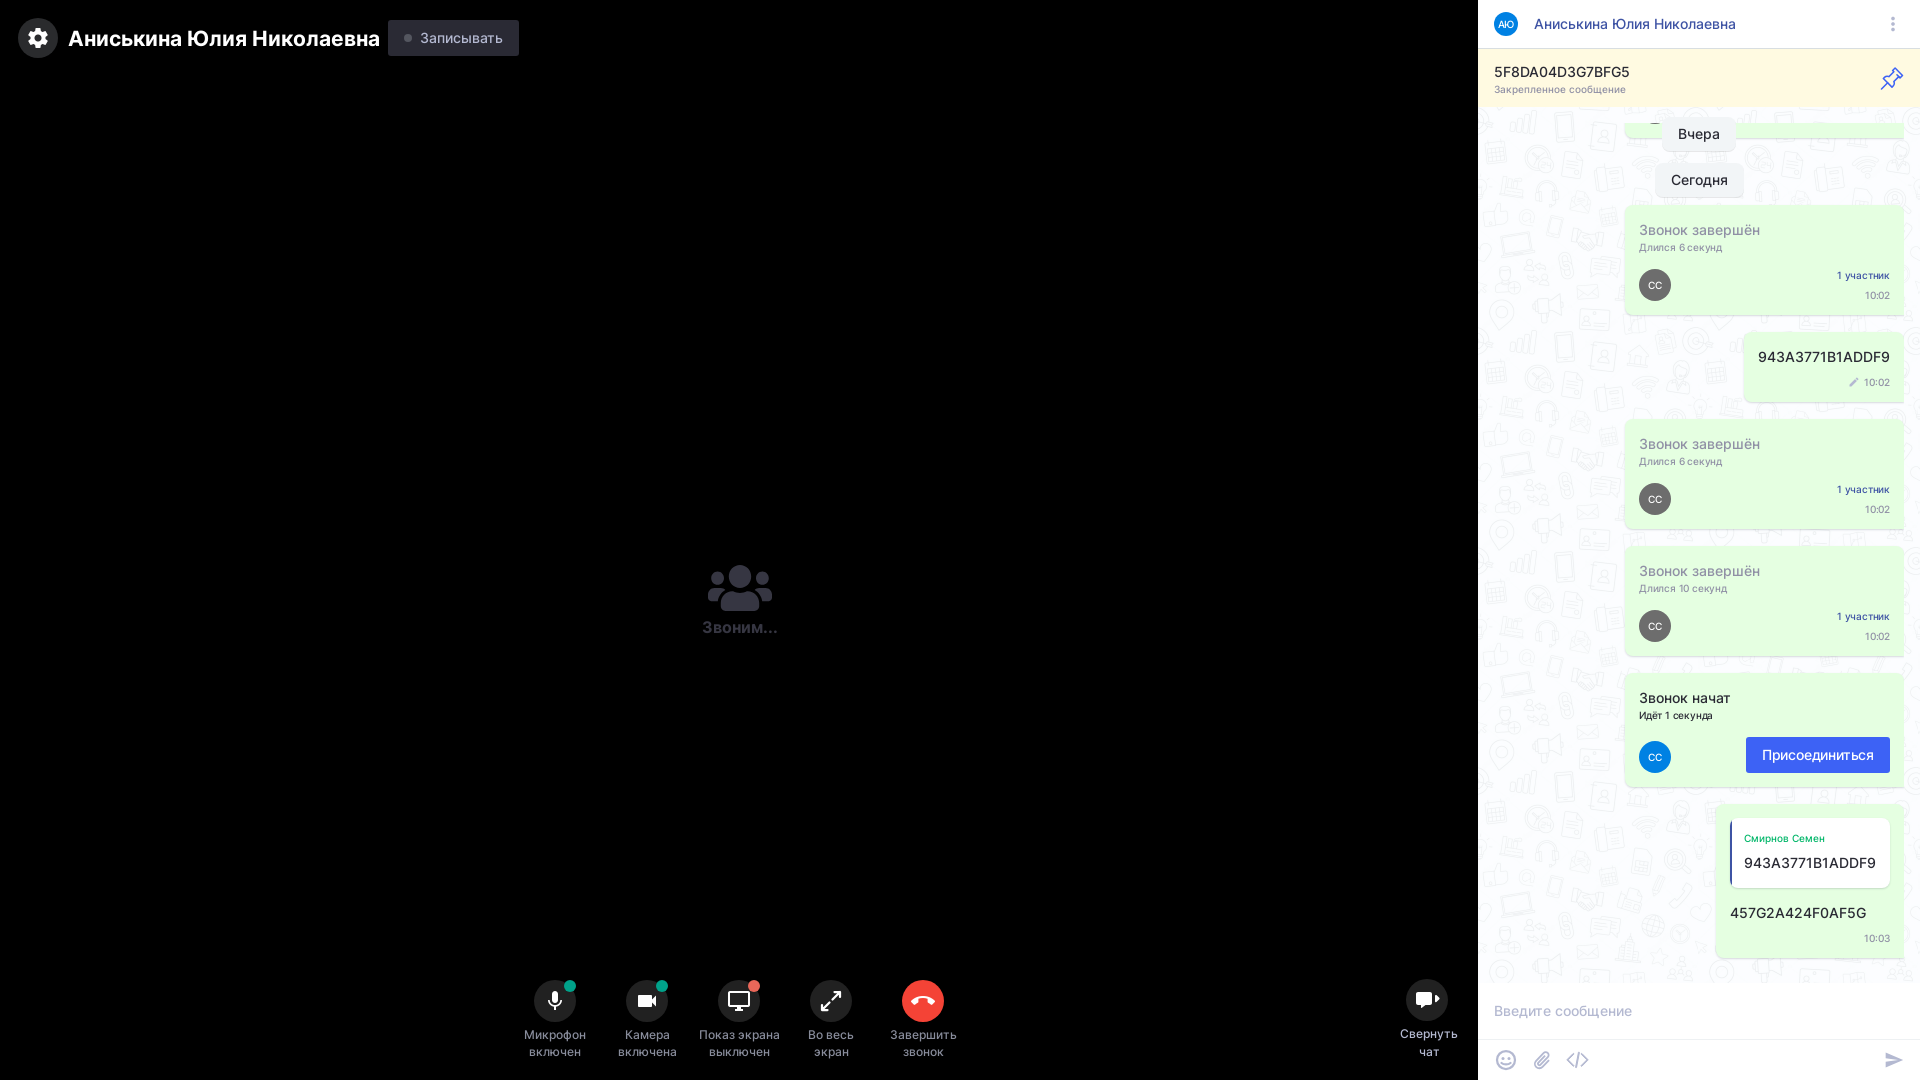 Аниськина Юлия Николаевна
Записывать
Звоним...
Микрофон
включен
Камера
включена
Показ экрана
выключен
Во весь
экран
Завершить
звонок
Свернуть
чат
АЮ
Аниськина Юлия Николаевна
5F8DA04D3G7BFG5
Закрепленное сообщение
Вчера
Сегодня
Звонок завершён
Длился 6 секунд
СС
1 участник
10:02
943A3771B1ADDF9
10:02
Звонок завершён
Длился 6 секунд
СС
1 участник
10:02
Звонок завершён
Длился 10 секунд
СС
1 участник
10:02
Звонок начат
Идёт 1 секунда
СС
Присоединиться
Смирнов Семен
943A3771B1ADDF9
457G2A424F0AF5G
10:03
Введите сообщение